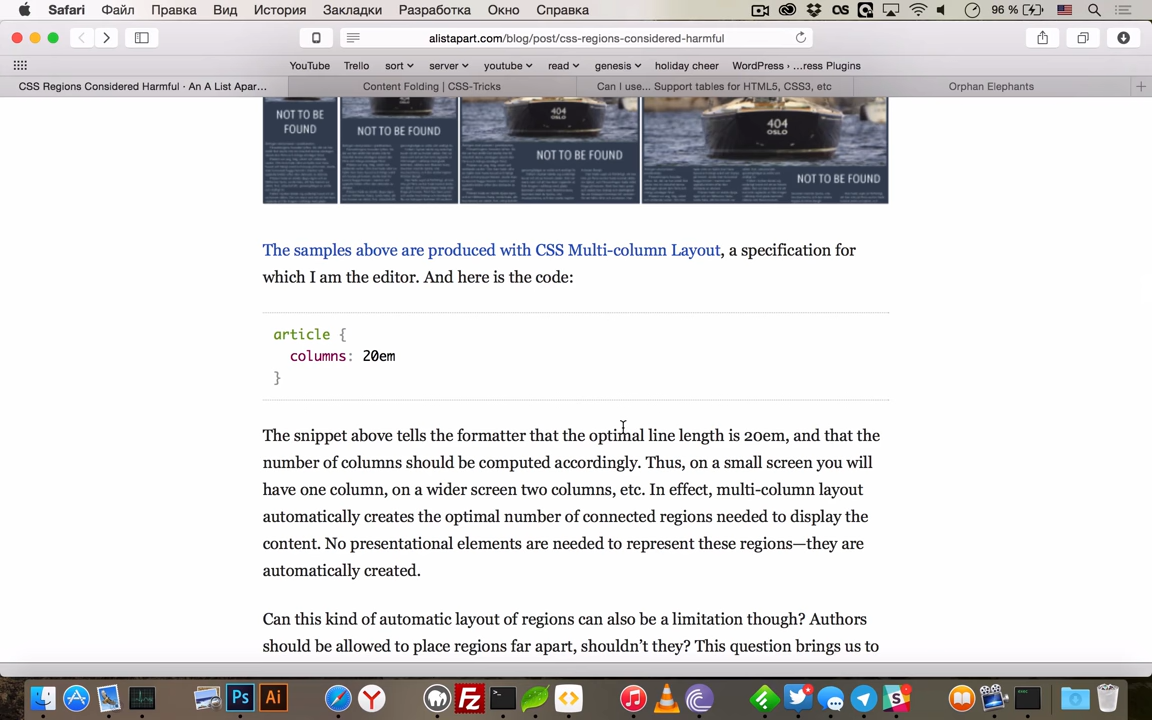 Safari Файл Правка Вид История Закладки Разработка Окно Справка
96 %
alistapart.com/blog/post/css-regions-considered-harmful
YouTube Trello sort server youtube read genesis holiday cheer WordPress › …ress Plugins
CSS Regions Considered Harmful · An A List Apar… Content Folding | CSS-Tricks Can I use... Support tables for HTML5, CSS3, etc Orphan Elephants
NOT TO BE FOUND
NOT TO BE FOUND
404 OSLO
NOT TO BE FOUND
404 OSLO
NOT TO BE FOUND
The samples above are produced with CSS Multi-column Layout, a specification for
which I am the editor. And here is the code:
article {
columns: 20em
}
The snippet above tells the formatter that the optimal line length is 20em, and that the
number of columns should be computed accordingly. Thus, on a small screen you will
have one column, on a wider screen two columns, etc. In effect, multi-column layout
automatically creates the optimal number of connected regions needed to display the
content. No presentational elements are needed to represent these regions—they are
automatically created.
Can this kind of automatic layout of regions can also be a limitation though? Authors
should be allowed to place regions far apart, shouldn't they? This question brings us to
Ps Ai